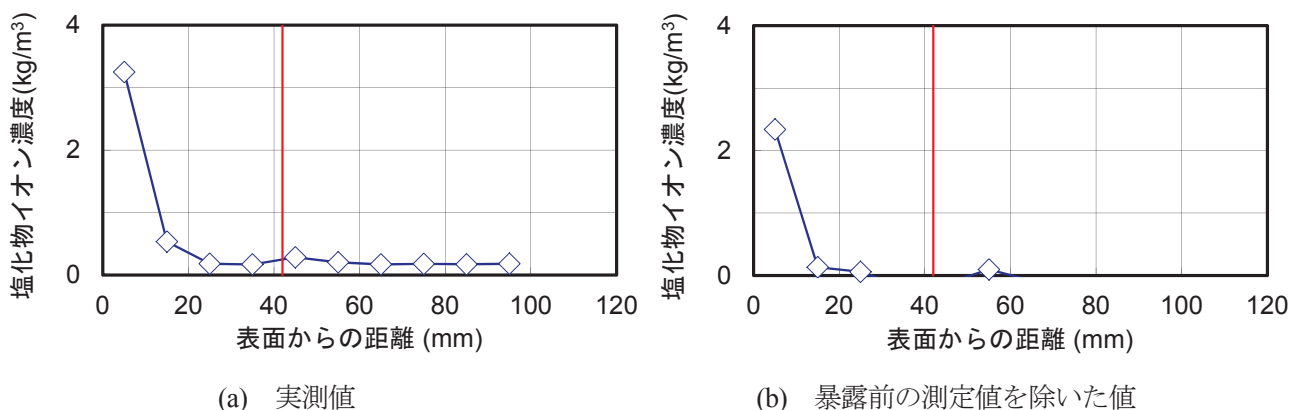 塩化物イオン濃度(kg/m³)
4
2
0
0 20 40 60 80 100 120
表面からの距離 (mm)
(a) 実測値
塩化物イオン濃度(kg/m³)
4
2
0
0 20 40 60 80 100 120
表面からの距離 (mm)
(b) 暴露前の測定値を除いた値